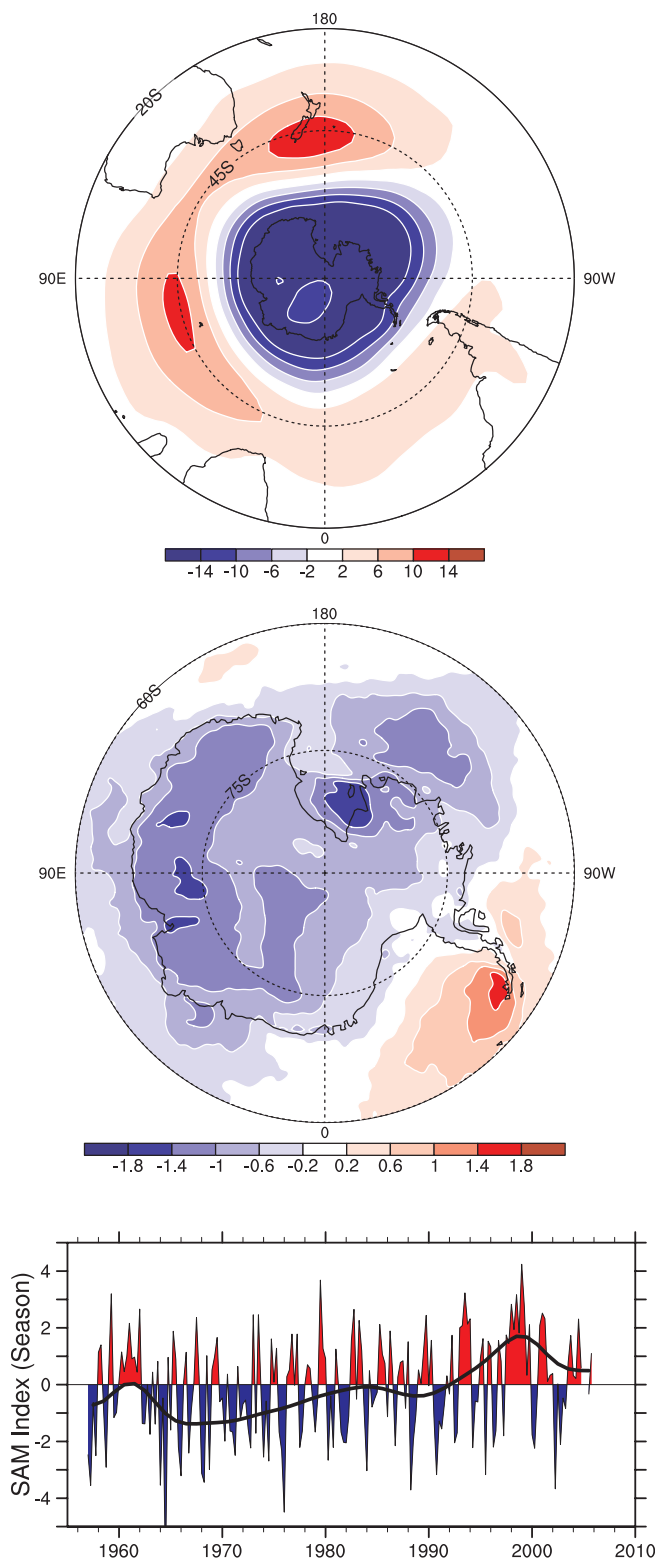 180
20S
45S
90E
90W
0
-14 -10 -6 -2 2 6 10 14
180
60S
75S
90E
90W
0
-1.8 -1.4 -1 -0.6 -0.2 0.2 0.6 1 1.4 1.8
SAM Index (Season)
4
2
0
-2
-4
1960 1970 1980 1990 2000 2010